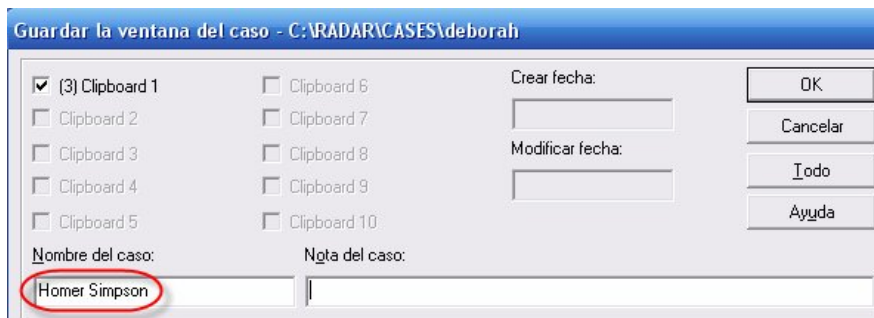 Guardar la ventana del caso - C:\RADAR\CASES\deborah
(3) Clipboard 1
Clipboard 2
Clipboard 3
Clipboard 4
Clipboard 5
Clipboard 6
Clipboard 7
Clipboard 8
Clipboard 9
Clipboard 10
Crear fecha:
Modificar fecha:
OK
Cancelar
Todo
Ayuda
Nombre del caso:
Homer Simpson
Nota del caso: